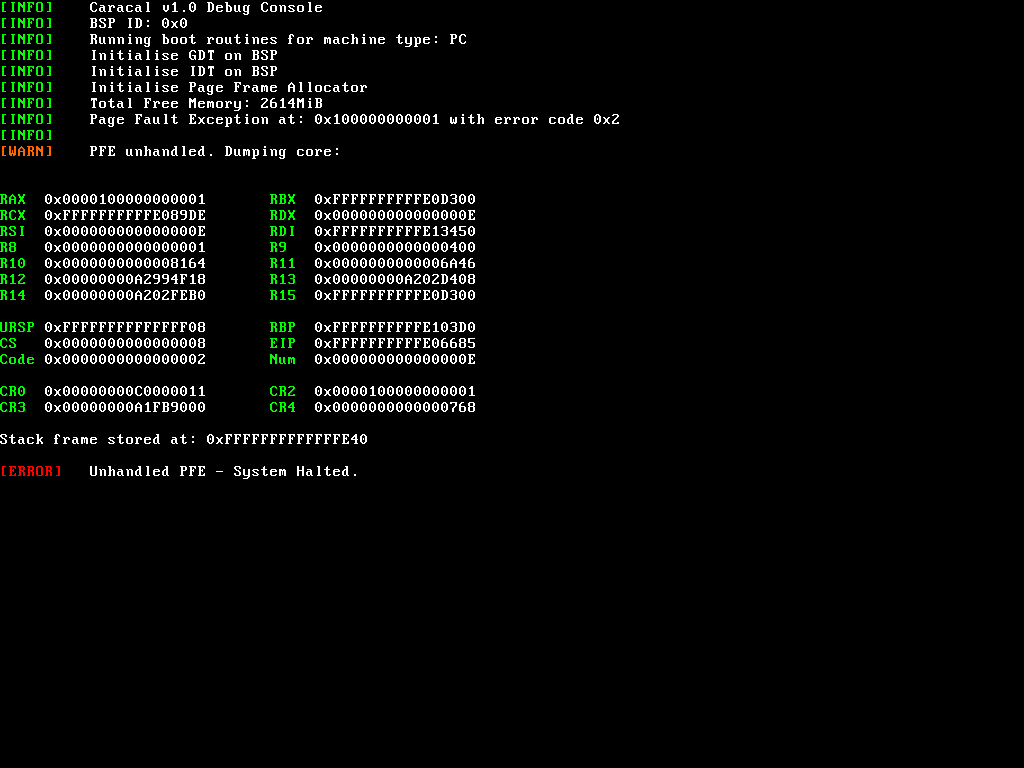 [INFO] Caracal v1.0 Debug Console
[INFO] BSP ID: 0x0
[INFO] Running boot routines for machine type: PC
[INFO] Initialise GDT on BSP
[INFO] Initialise IDT on BSP
[INFO] Initialise Page Frame Allocator
[INFO] Total Free Memory: 2614MiB
[INFO] Page Fault Exception at: 0x100000000001 with error code 0x2
[INFO]
[WARN] PFE unhandled. Dumping core:
RAX 0x0000100000000001 RBX 0xFFFFFFFFFFE0D300
RCX 0xFFFFFFFFFFE089DE RDX 0x000000000000000E
RSI 0x000000000000000E RDI 0xFFFFFFFFFFE13450
R8 0x0000000000000001 R9 0x0000000000000400
R10 0x0000000000008164 R11 0x0000000000006A46
R12 0x00000000A2994F18 R13 0x00000000A202D408
R14 0x00000000A202FEB0 R15 0xFFFFFFFFFFE0D300
URSP 0xFFFFFFFFFFFFFF08 RBP 0xFFFFFFFFFFE103D0
CS 0x0000000000000008 EIP 0xFFFFFFFFFFE06685
Code 0x0000000000000002 Num 0x000000000000000E
CR0 0x00000000C0000011 CR2 0x0000100000000001
CR3 0x00000000A1FB9000 CR4 0x0000000000000768
Stack frame stored at: 0xFFFFFFFFFFFFFE40
[ERROR] Unhandled PFE - System Halted.